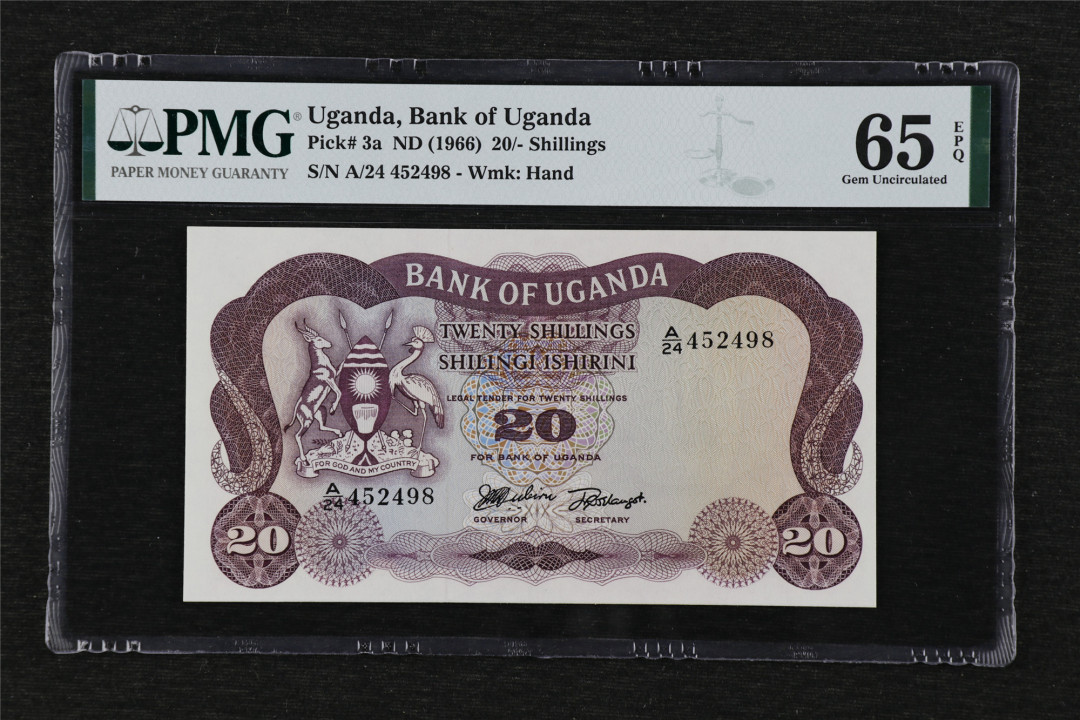 PMG®
PAPER MONEY GUARANTY
Uganda, Bank of Uganda
Pick# 3a ND (1966) 20/- Shillings
S/N A/24 452498 - Wmk: Hand
65
EPQ
Gem Uncirculated
BANK OF UGANDA
TWENTY SHILLINGS
SHILINGI ISHIRINI
A/24 452498
LEGAL TENDER FOR TWENTY SHILLINGS
20
FOR BANK OF UGANDA
FOR GOD AND MY COUNTRY
A/24 452498
GOVERNOR
SECRETARY
20
20